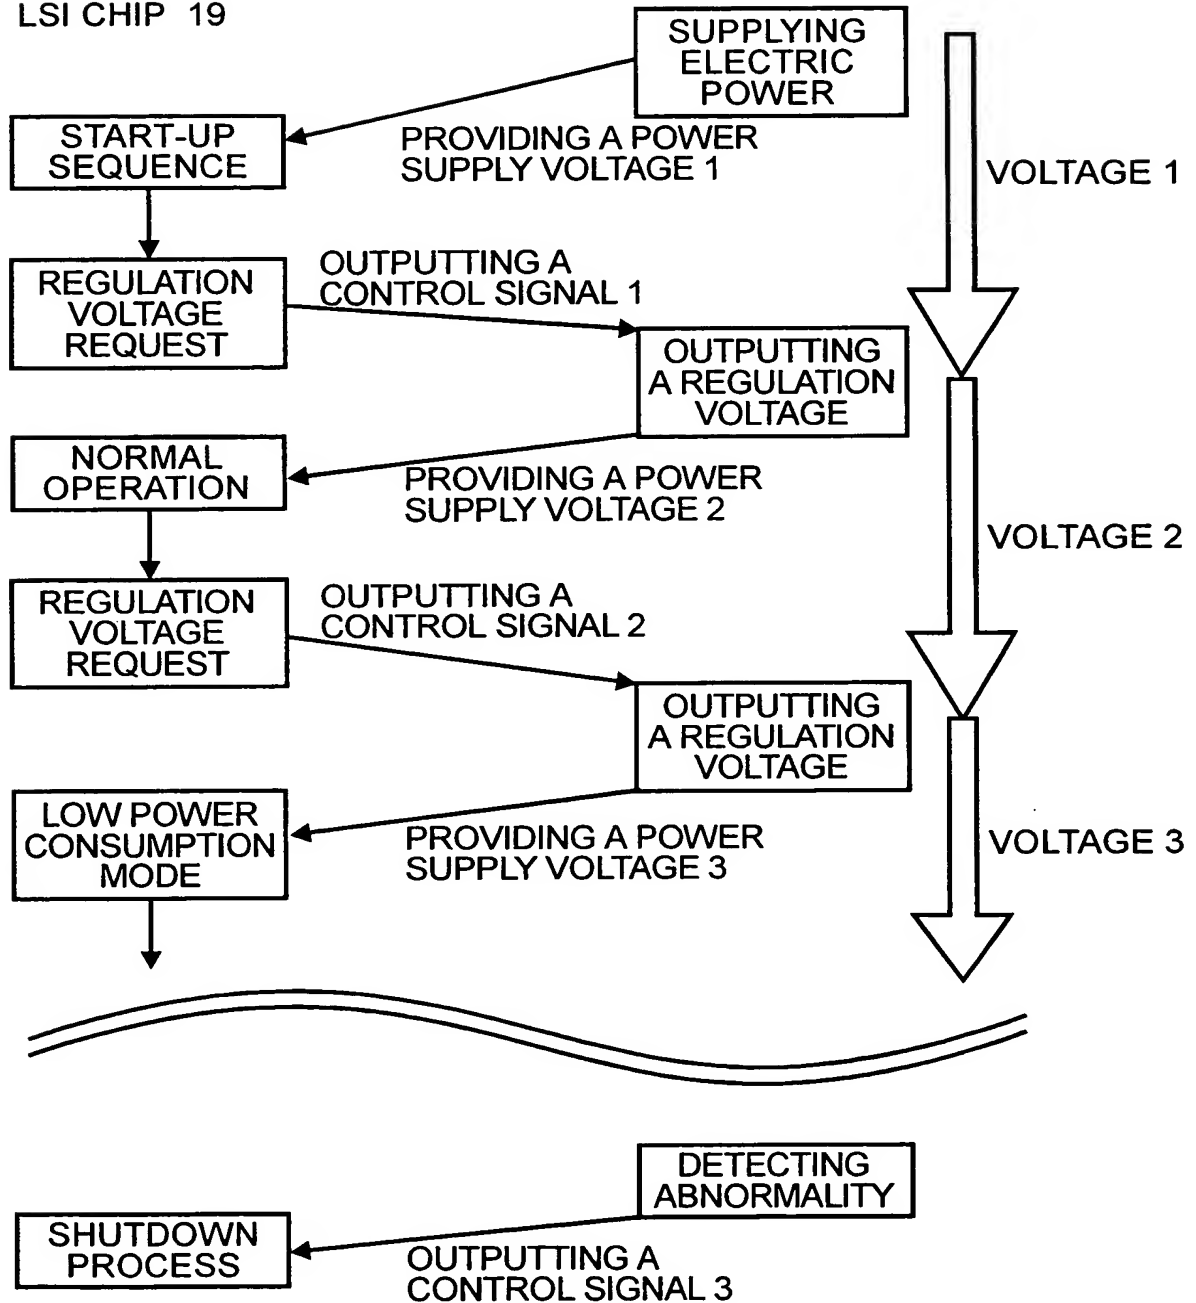 LSI CHIP 19
SUPPLYING
ELECTRIC
POWER
START-UP
SEQUENCE
PROVIDING A POWER
SUPPLY VOLTAGE 1
VOLTAGE 1
REGULATION
VOLTAGE
REQUEST
OUTPUTTING A
CONTROL SIGNAL 1
OUTPUTTING
A REGULATION
VOLTAGE
NORMAL
OPERATION
PROVIDING A POWER
SUPPLY VOLTAGE 2
VOLTAGE 2
REGULATION
VOLTAGE
REQUEST
OUTPUTTING A
CONTROL SIGNAL 2
OUTPUTTING
A REGULATION
VOLTAGE
LOW POWER
CONSUMPTION
MODE
PROVIDING A POWER
SUPPLY VOLTAGE 3
VOLTAGE 3
DETECTING
ABNORMALITY
SHUTDOWN
PROCESS
OUTPUTTING A
CONTROL SIGNAL 3